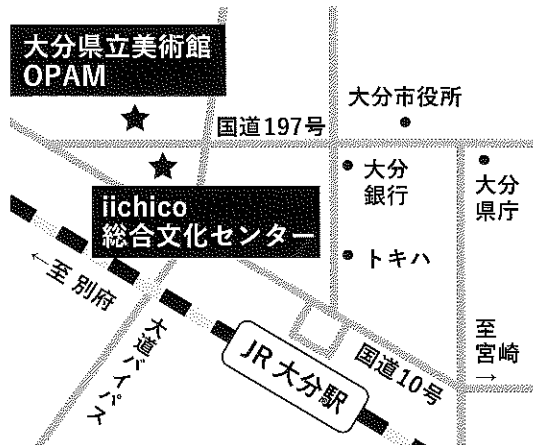 大分県立美術館
OPAM
大分市役所
国道197号
大分
銀行
大分
県庁
iichico
総合文化センター
トキハ
←至 別府
大道バイパス
JR 大分駅
国道10号
至
宮崎
→